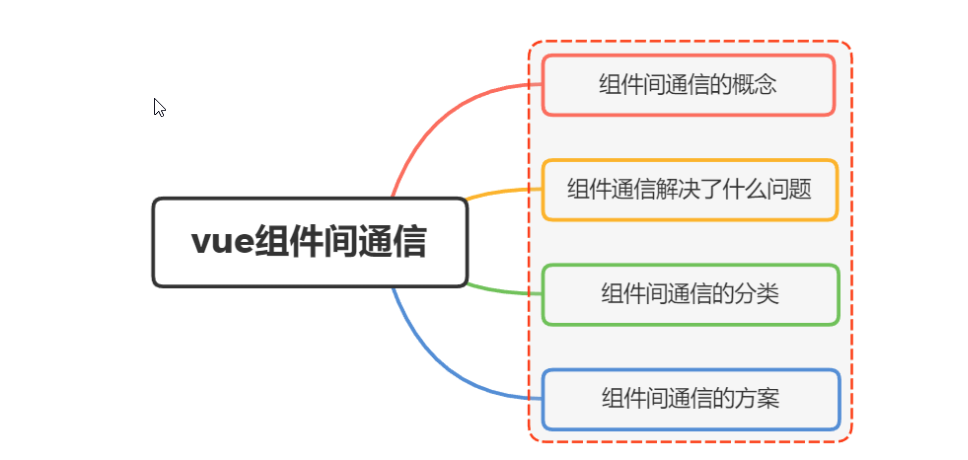 组件间通信的概念
组件通信解决了什么问题
vue组件间通信
组件间通信的分类
组件间通信的方案